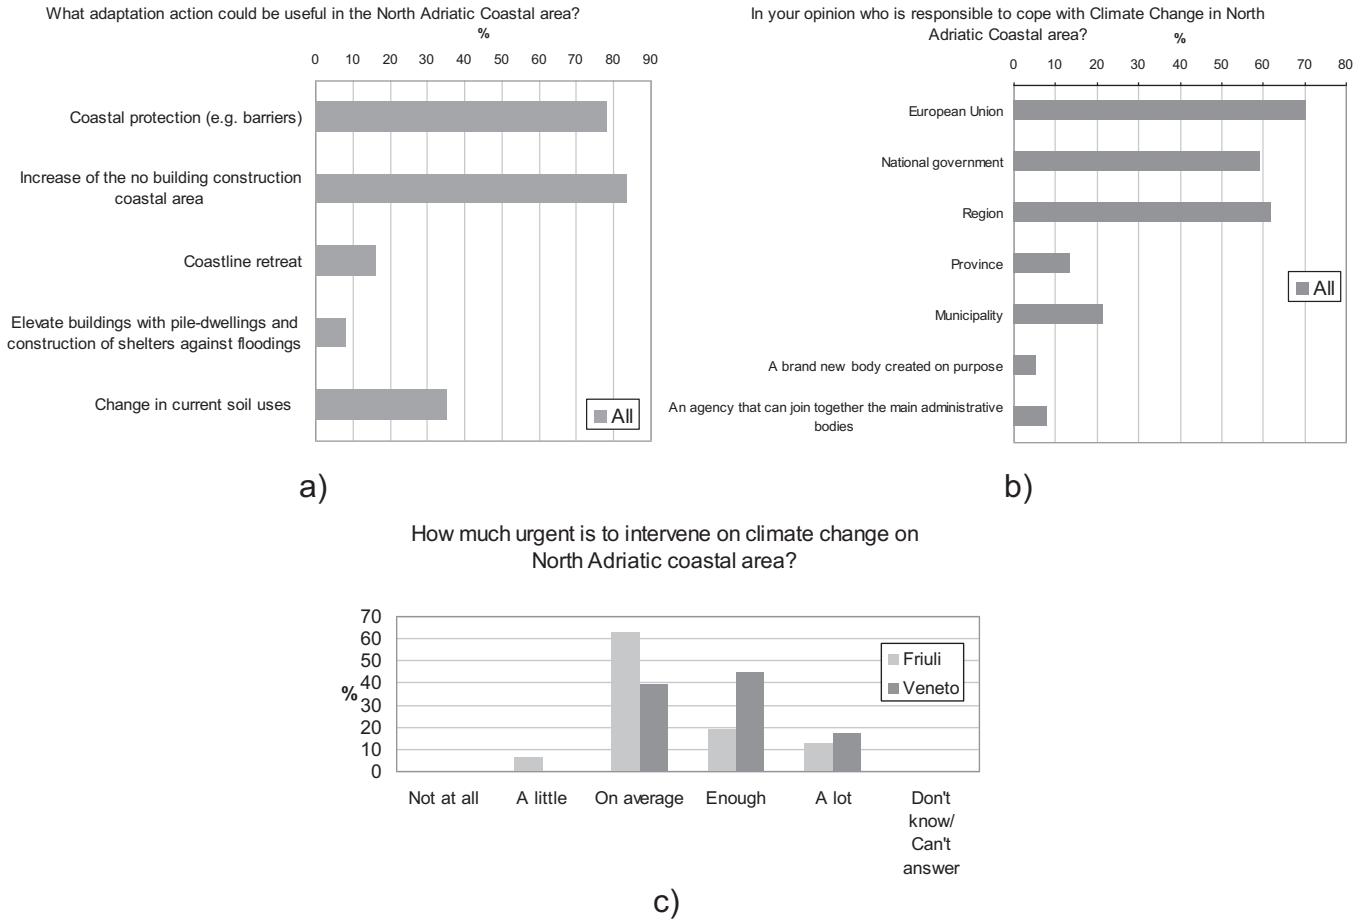 What adaptation action could be useful in the North Adriatic Coastal area?
%
0 10 20 30 40 50 60 70 80 90
Coastal protection (e.g. barriers)
Increase of the no building construction
coastal area
Coastline retreat
Elevate buildings with pile-dwellings and
construction of shelters against floodings
Change in current soil uses
All
a)
In your opinion who is responsible to cope with Climate Change in North
Adriatic Coastal area?
%
0 10 20 30 40 50 60 70 80
European Union
National government
Region
Province
Municipality
A brand new body created on purpose
An agency that can join together the main administrative
bodies
All
b)
How much urgent is to intervene on climate change on
North Adriatic coastal area?
70
60
50
40
30
20
10
0
%
Friuli
Veneto
Not at all
A little
On average
Enough
A lot
Don't
know/
Can't
answer
c)